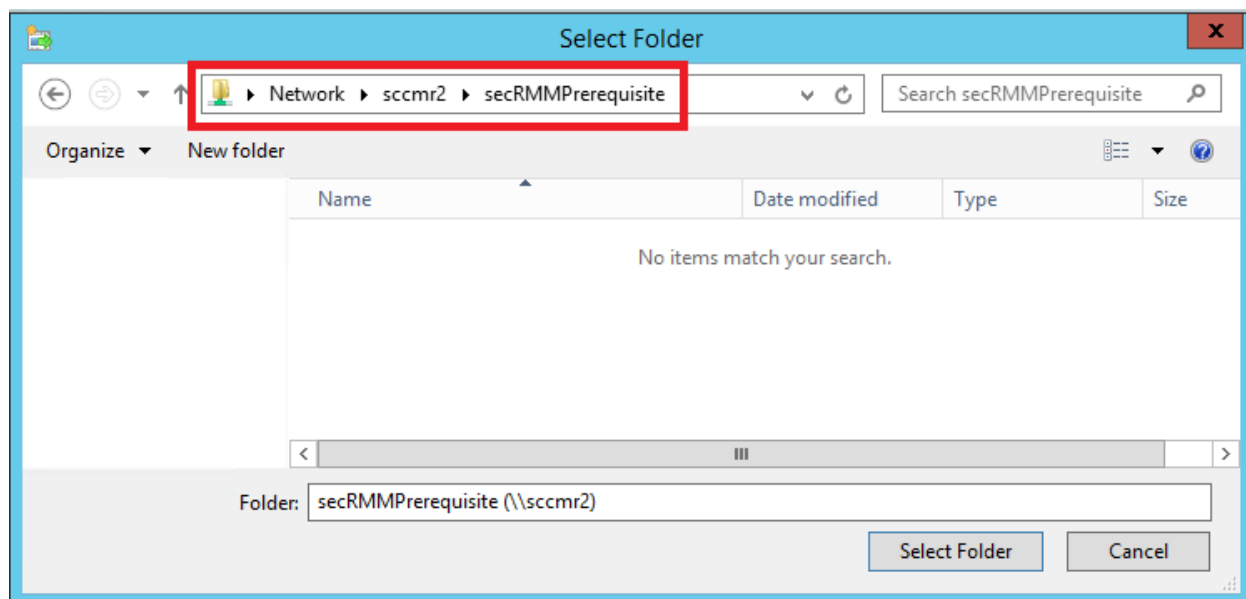 Select Folder
x
Network sccmr2 secRMMPrerequisite Search secRMMPrerequisite
Organize New folder ?
Name Date modified Type Size
No items match your search.
Folder: secRMMPrerequisite (\\sccmr2)
Select Folder Cancel